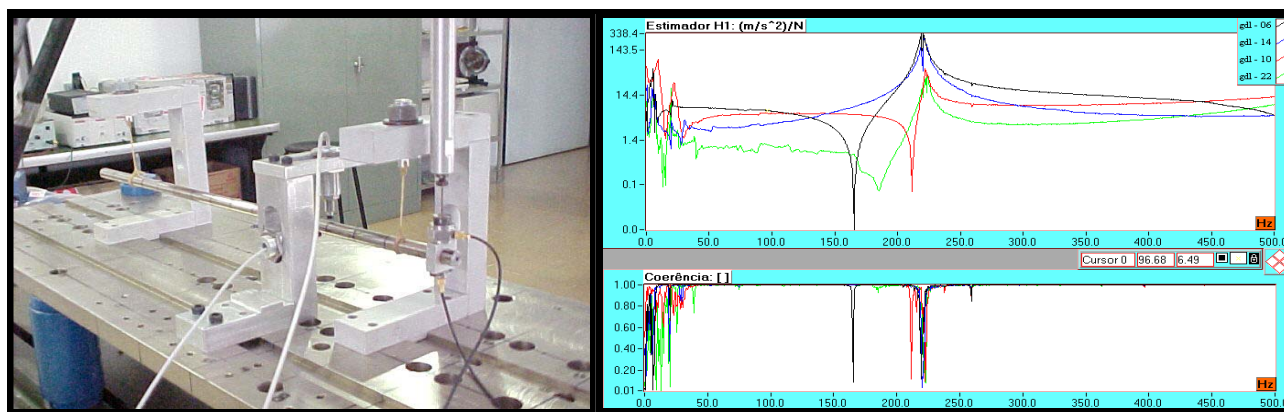 Estimador H1: (m/s^2)/N
338.4
143.5
14.4
1.4
0.1
0.0
gdl - 06
gdl - 14
gdl - 10
gdl - 22
Hz
0.0 50.0 100.0 150.0 200.0 250.0 300.0 350.0 400.0 450.0 500.0
Cursor 0 96.68 6.49
Coerência: [ ]
1.00
0.80
0.60
0.40
0.20
0.01
Hz
0.0 50.0 100.0 150.0 200.0 250.0 300.0 350.0 400.0 450.0 500.0